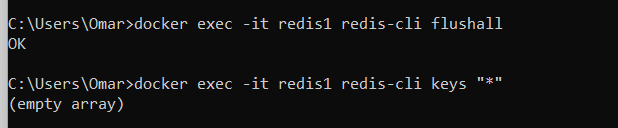 C:\Users\Omar>docker exec -it redis1 redis-cli flushall
OK
C:\Users\Omar>docker exec -it redis1 redis-cli keys "*"
(empty array)